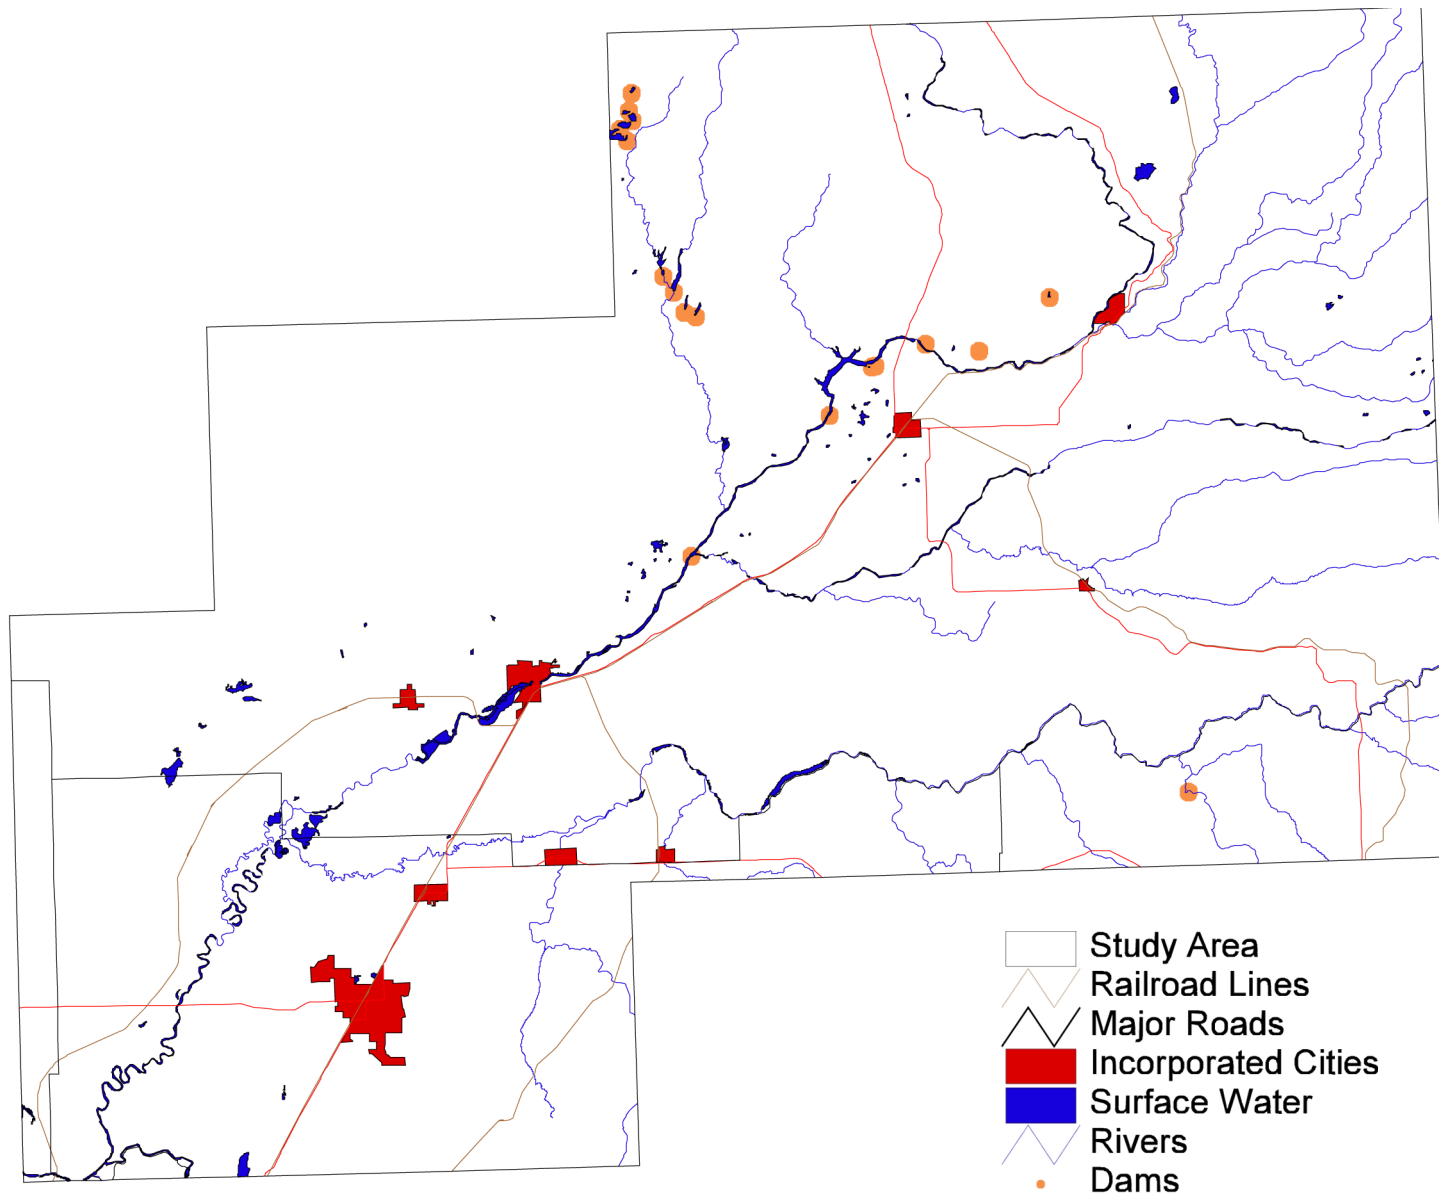 Study Area
Railroad Lines
Major Roads
Incorporated Cities
Surface Water
Rivers
Dams